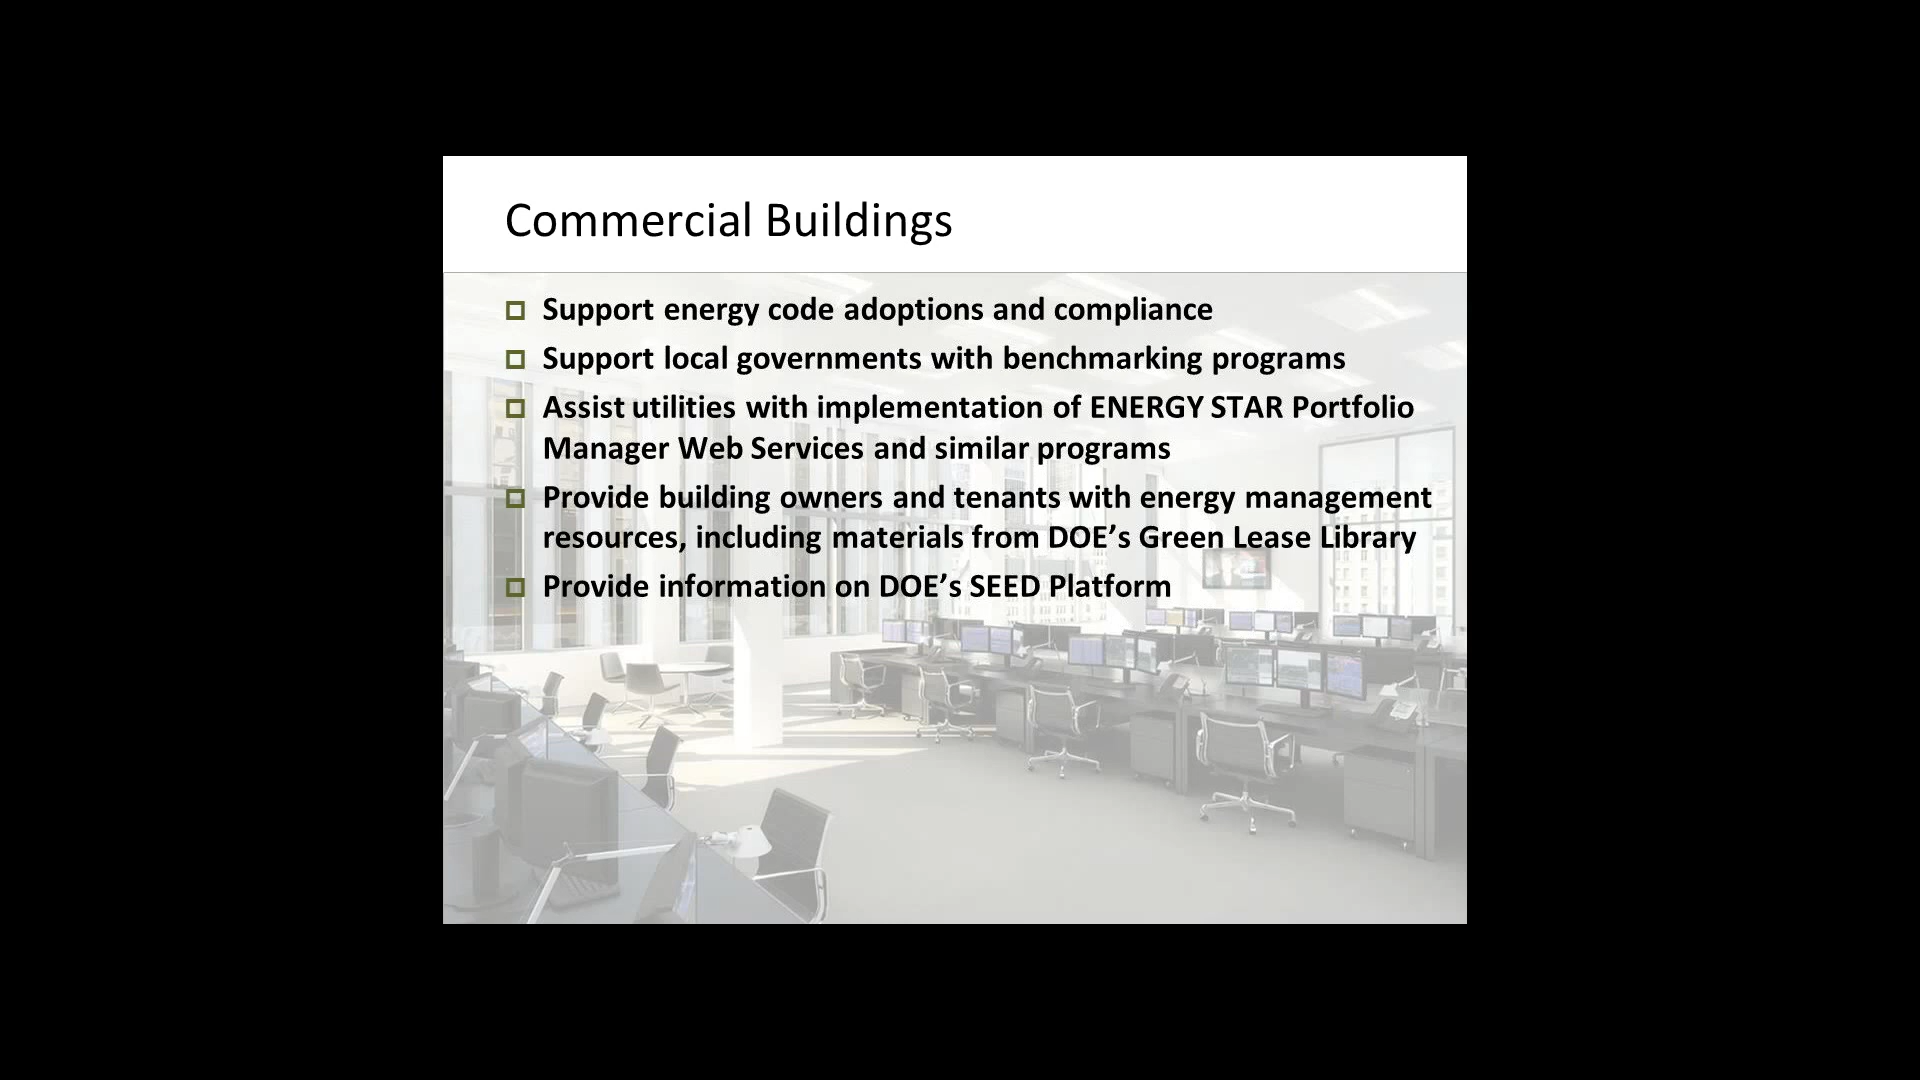 Commercial Buildings
Support energy code adoptions and compliance
Support local governments with benchmarking programs
Assist utilities with implementation of ENERGY STAR Portfolio
Manager Web Services and similar programs
Provide building owners and tenants with energy management
resources, including materials from DOE’s Green Lease Library
Provide information on DOE’s SEED Platform